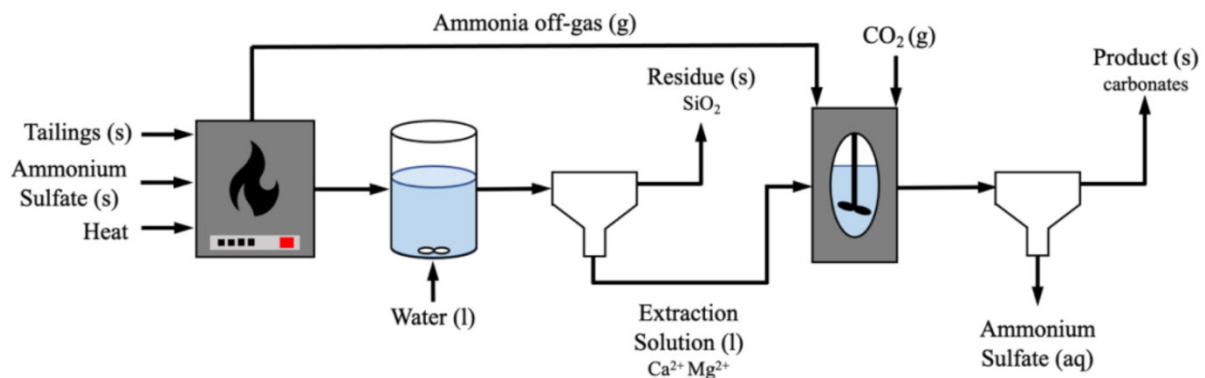 Ammonia off-gas (g)
CO₂ (g)
Product (s)
carbonates
Residue (s)
SiO₂
Tailings (s)
Ammonium
Sulfate (s)
Heat
Water (l)
Extraction
Solution (l)
Ca²⁺ Mg²⁺
Ammonium
Sulfate (aq)